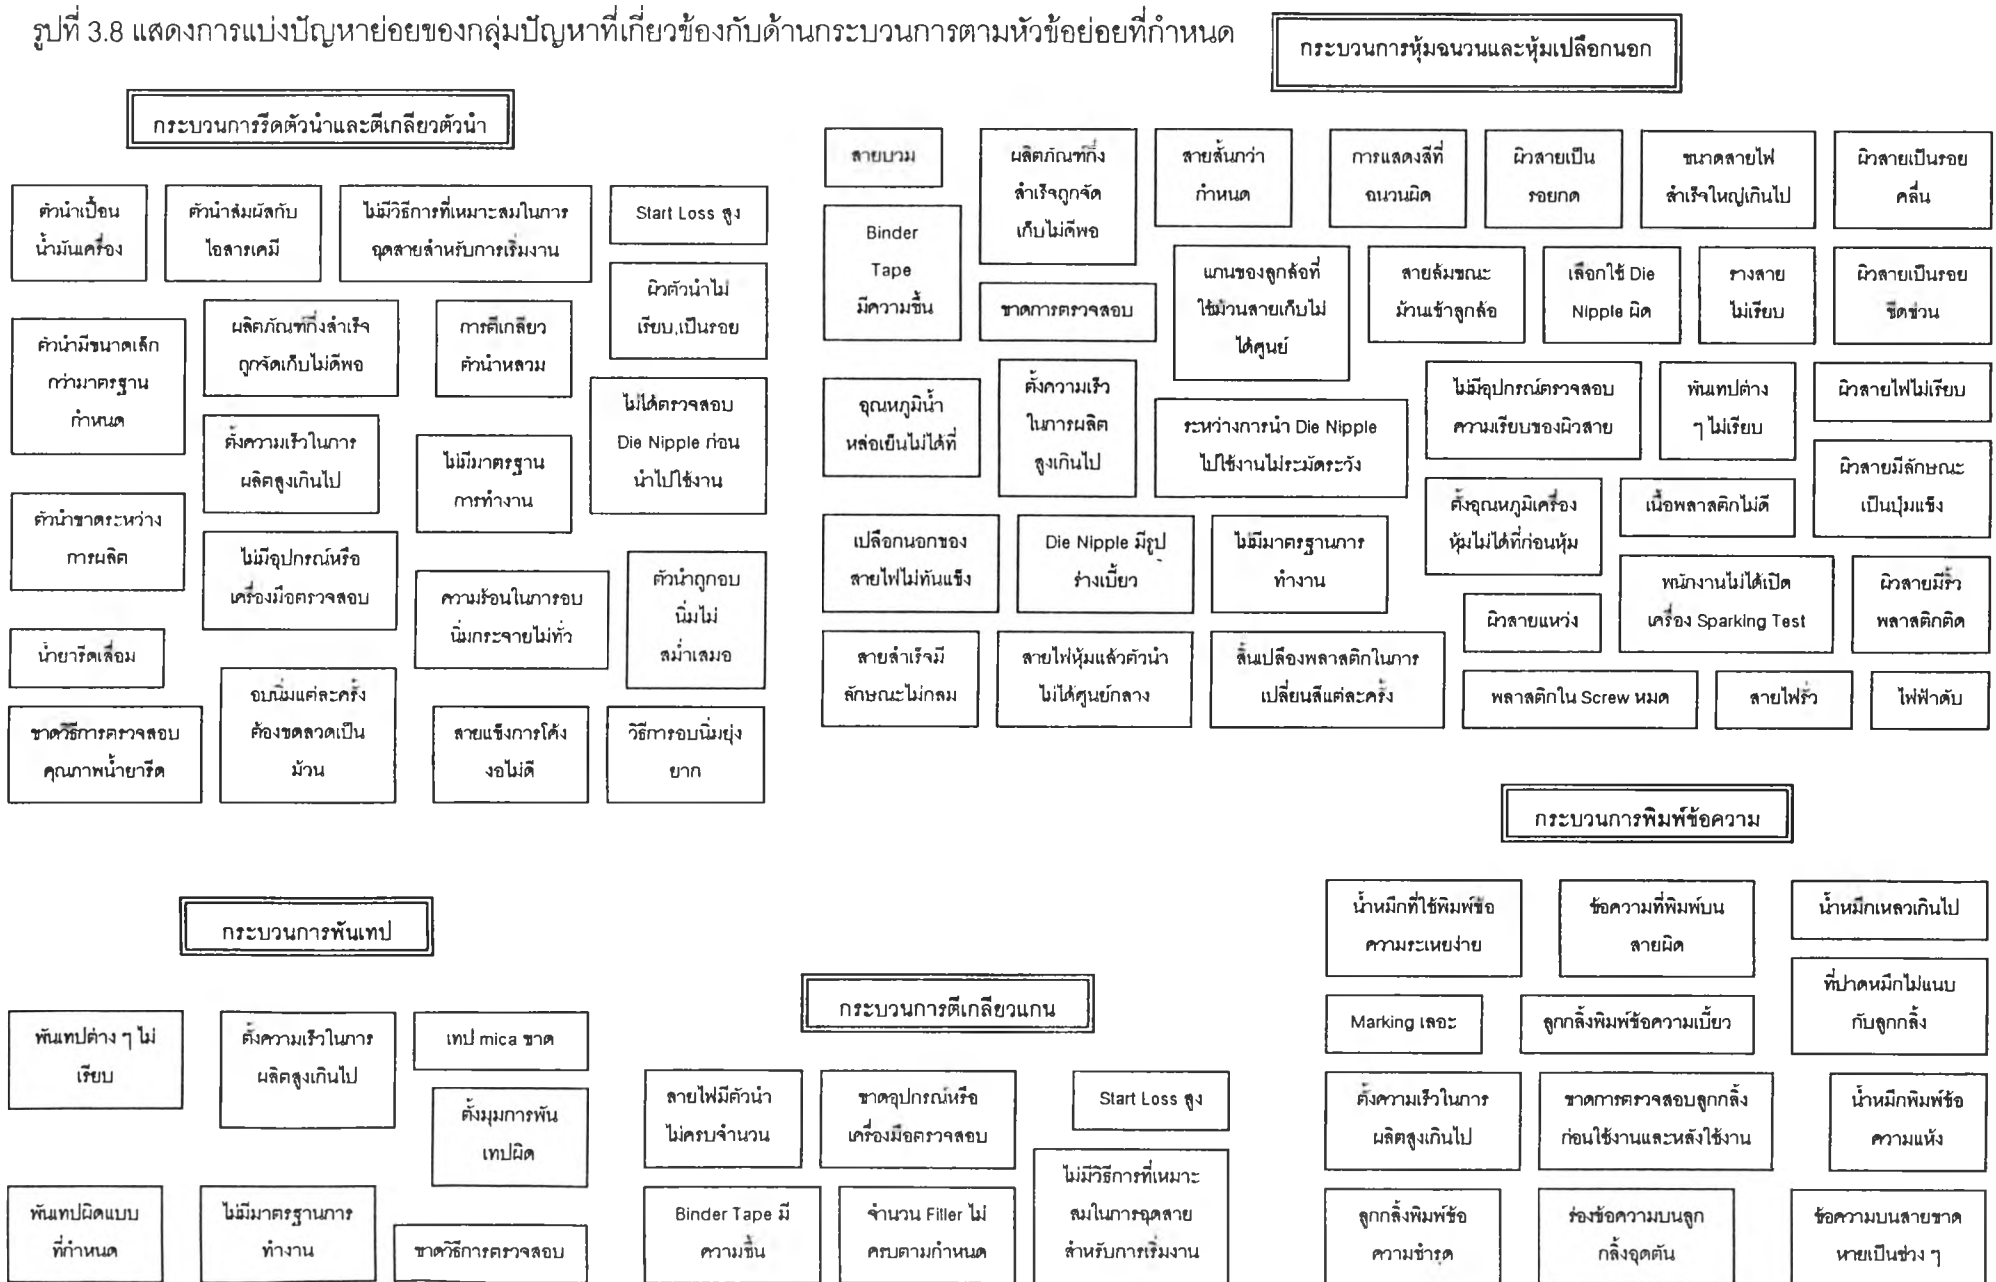 รูปที่ 3.8 แสดงการแบ่งปัญหาย่อยของกลุ่มปัญหาที่เกี่ยวข้องกับด้านกระบวนการตามหัวข้อย่อยที่กำหนด
กระบวนการรีดตัวนำและตีเกลียวตัวนำ
ตัวนำเปื้อน
น้ำมันเครื่อง
ตัวนำสัมผัสกับ
ไอสารเคมี
ไม่มีวิธีการที่เหมาะสมในการ
อุดสายสำหรับการเริ่มงาน
Start Loss สูง
ผิวตัวนำไม่
เรียบ,เป็นรอย
ตัวนำมีขนาดเล็ก
กว่ามาตรฐาน
กำหนด
ผลิตภัณฑ์กึ่งสำเร็จ
ถูกจัดเก็บไม่ดีพอ
การตีเกลียว
ตัวนำหลวม
ไม่ได้ตรวจสอบ
Die Nipple ก่อน
นำไปใช้งาน
ตั้งความเร็วในการ
ผลิตสูงเกินไป
ไม่มีมาตรฐาน
การทำงาน
ตัวนำขาดระหว่าง
การผลิต
ไม่มีอุปกรณ์หรือ
เครื่องมือตรวจสอบ
ความร้อนในการอบ
นิ่มกระจายไม่ทั่ว
ตัวนำถูกอบ
นิ่มไม่
สม่ำเสมอ
น้ำยารีดเสื่อม
อบนิ่มแต่ละครั้ง
ต้องขดลวดเป็น
ม้วน
ขาดวิธีการตรวจสอบ
คุณภาพน้ำยารีด
สายแข็งการโค้ง
งอไม่ดี
วิธีการอบนิ่มยุ่ง
ยาก
กระบวนการหุ้มฉนวนและหุ้มเปลือกนอก
สายบวม
ผลิตภัณฑ์กึ่ง
สำเร็จถูกจัด
เก็บไม่ดีพอ
สายสั้นกว่า
กำหนด
การแสดงสีที่
ฉนวนผิด
ผิวสายเป็น
รอยกด
ขนาดสายไฟ
สำเร็จใหญ่เกินไป
ผิวสายเป็นรอย
คลื่น
Binder
Tape
มีความชื้น
ขาดการตรวจสอบ
แกนของลูกล้อที่
ใช้ม้วนสายเก็บไม่
ได้ศูนย์
สายล้มขณะ
ม้วนเข้าลูกล้อ
เลือกใช้ Die
Nipple ผิด
รางสาย
ไม่เรียบ
ผิวสายเป็นรอย
ขีดข่วน
อุณหภูมิน้ำ
หล่อเย็นไม่ได้ที่
ตั้งความเร็ว
ในการผลิต
สูงเกินไป
ระหว่างการนำ Die Nipple
ไปใช้งานไม่ระมัดระวัง
ไม่มีอุปกรณ์ตรวจสอบ
ความเรียบของผิวสาย
พันเทปต่าง
ๆ ไม่เรียบ
ผิวสายไฟไม่เรียบ
ผิวสายมีลักษณะ
เป็นปุ่มแข็ง
ตั้งอุณหภูมิเครื่อง
หุ้มไม่ได้ที่ก่อนหุ้ม
เนื้อพลาสติกไม่ดี
เปลือกนอกของ
สายไฟไม่ทันแข็ง
Die Nipple มีรูป
ร่างเบี้ยว
ไม่มีมาตรฐานการ
ทำงาน
ผิวสายแหว่ง
พนักงานไม่ได้เปิด
เครื่อง Sparking Test
ผิวสายมีริ้ว
พลาสติกติด
สายสำเร็จมี
ลักษณะไม่กลม
สายไฟหุ้มแล้วตัวนำ
ไม่ได้ศูนย์กลาง
สิ้นเปลืองพลาสติกในการ
เปลี่ยนสีแต่ละครั้ง
พลาสติกใน Screw หมด
สายไฟรั่ว
ไฟฟ้าดับ
กระบวนการพันเทป
พันเทปต่าง ๆ ไม่
เรียบ
ตั้งความเร็วในการ
ผลิตสูงเกินไป
เทป mica ขาด
ตั้งมุมการพัน
เทปผิด
พันเทปผิดแบบ
ที่กำหนด
ไม่มีมาตรฐานการ
ทำงาน
ขาดวิธีการตรวจสอบ
กระบวนการตีเกลียวแกน
สายไฟมีตัวนำ
ไม่ครบจำนวน
ขาดอุปกรณ์หรือ
เครื่องมือตรวจสอบ
Start Loss สูง
Binder Tape มี
ความชื้น
จำนวน Filler ไม่
ครบตามกำหนด
ไม่มีวิธีการที่เหมาะ
สมในการอุดสาย
สำหรับการเริ่มงาน
กระบวนการพิมพ์ข้อความ
น้ำหมึกที่ใช้พิมพ์ข้อ
ความระเหยง่าย
ข้อความที่พิมพ์บน
สายผิด
น้ำหมึกเหลวเกินไป
Marking เลอะ
ลูกกลิ้งพิมพ์ข้อความเบี้ยว
ที่ปาดหมึกไม่แนบ
กับลูกกลิ้ง
ตั้งความเร็วในการ
ผลิตสูงเกินไป
ขาดการตรวจสอบลูกกลิ้ง
ก่อนใช้งานและหลังใช้งาน
น้ำหมึกพิมพ์ข้อ
ความแห้ง
ลูกกลิ้งพิมพ์ข้อ
ความชำรุด
ร่องข้อความบนลูก
กลิ้งอุดตัน
ข้อความบนสายขาด
หายเป็นช่วง ๆ